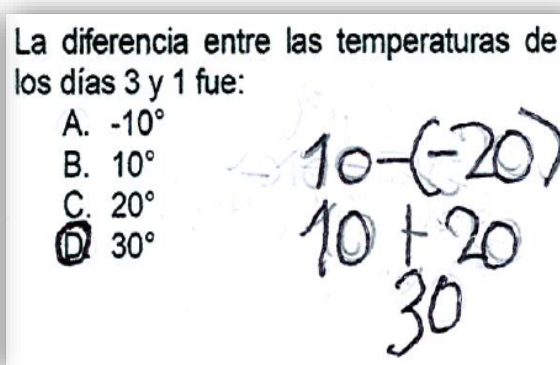 La diferencia entre las temperaturas de
los días 3 y 1 fue:
A. -10°
B. 10°
C. 20°
D. 30°
10-(-20)
10 + 20
30